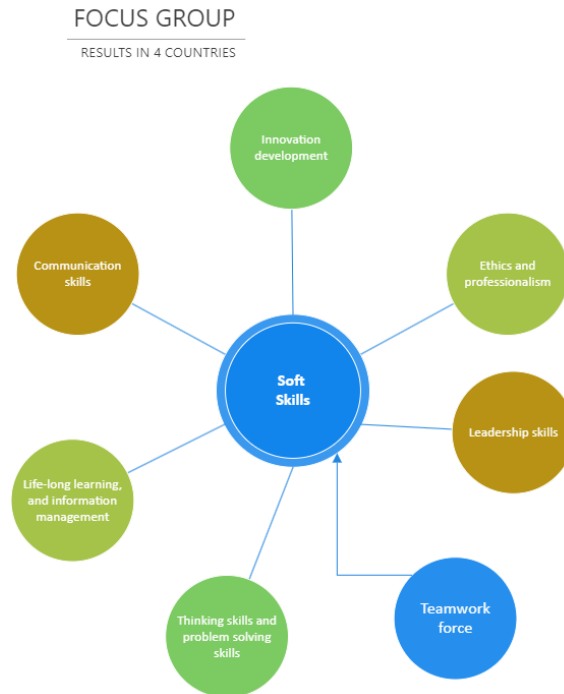 FOCUS GROUP
RESULTS IN 4 COUNTRIES
Innovation
development
Communication
skills
Ethics and
professionalism
Soft
Skills
Leadership skills
Life-long learning,
and information
management
Thinking skills and
problem solving
skills
Teamwork
force